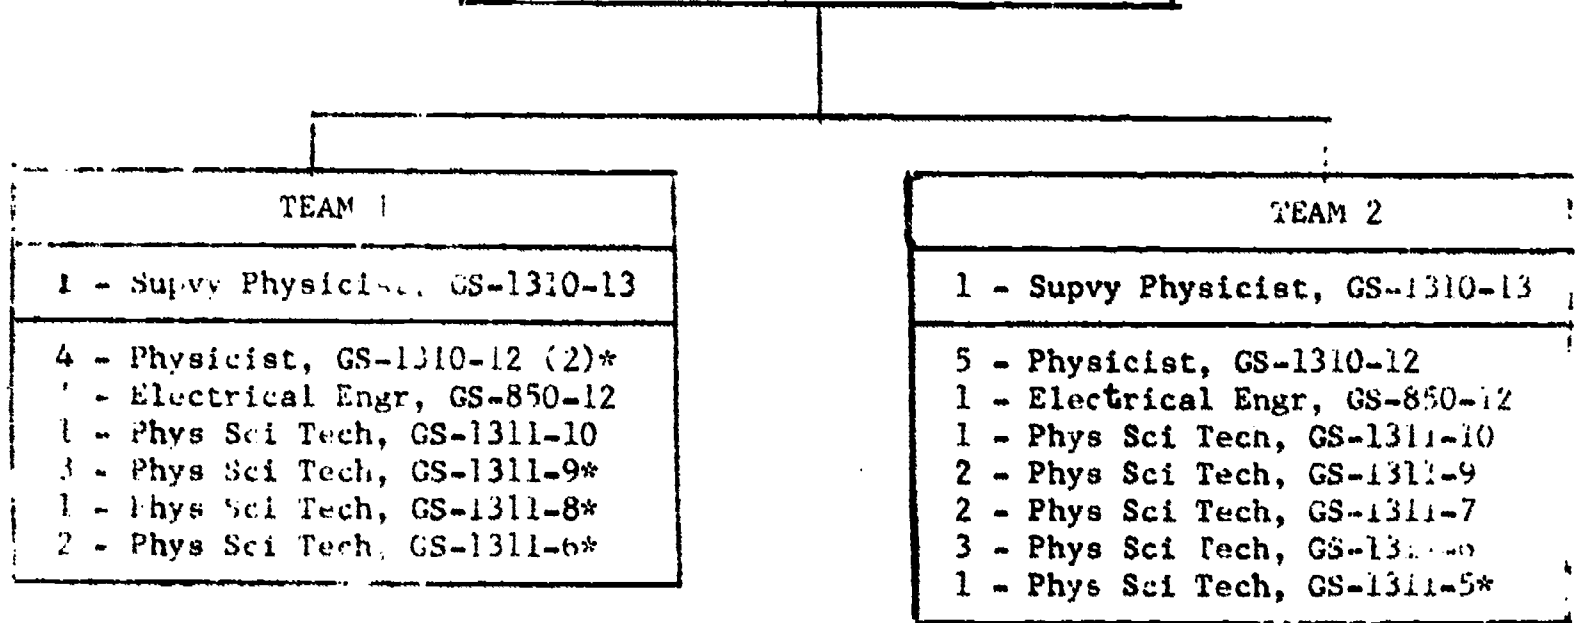 TEAM 1
1 - Supvy Physicist, GS-1310-13
4 - Physicist, GS-1310-12 (2)*
- Electrical Engr, GS-850-12
1 - Phys Sci Tech, GS-1311-10
3 - Phys Sci Tech, GS-1311-9*
1 - Phys Sci Tech, GS-1311-8*
2 - Phys Sci Tech, GS-1311-6*
TEAM 2
1 - Supvy Physicist, GS-1310-13
5 - Physicist, GS-1310-12
1 - Electrical Engr, GS-850-12
1 - Phys Sci Tech, GS-1311-10
2 - Phys Sci Tech, GS-1311-9
2 - Phys Sci Tech, GS-1311-7
3 - Phys Sci Tech,
1 - Phys Sci Tech, GS-1311-5*